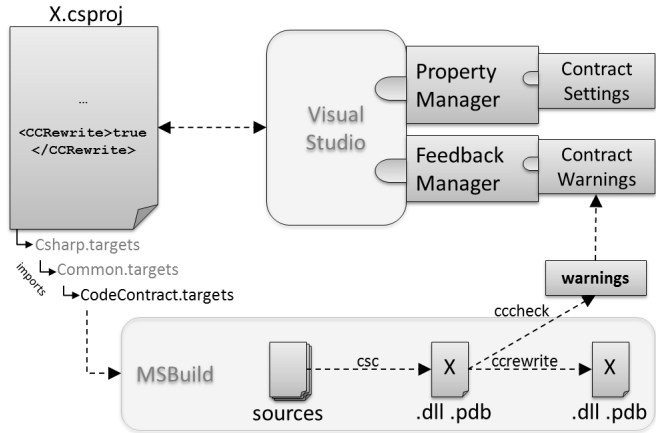 X.csproj
...
<CCRewrite>true
</CCRewrite>
Visual
Studio
Property
Manager
Contract
Settings
Feedback
Manager
Contract
Warnings
Csharp.targets
Common.targets
CodeContract.targets
imports
warnings
cccheck
MSBuild
csc
X
ccrewrite
X
sources
.dll .pdb
.dll .pdb